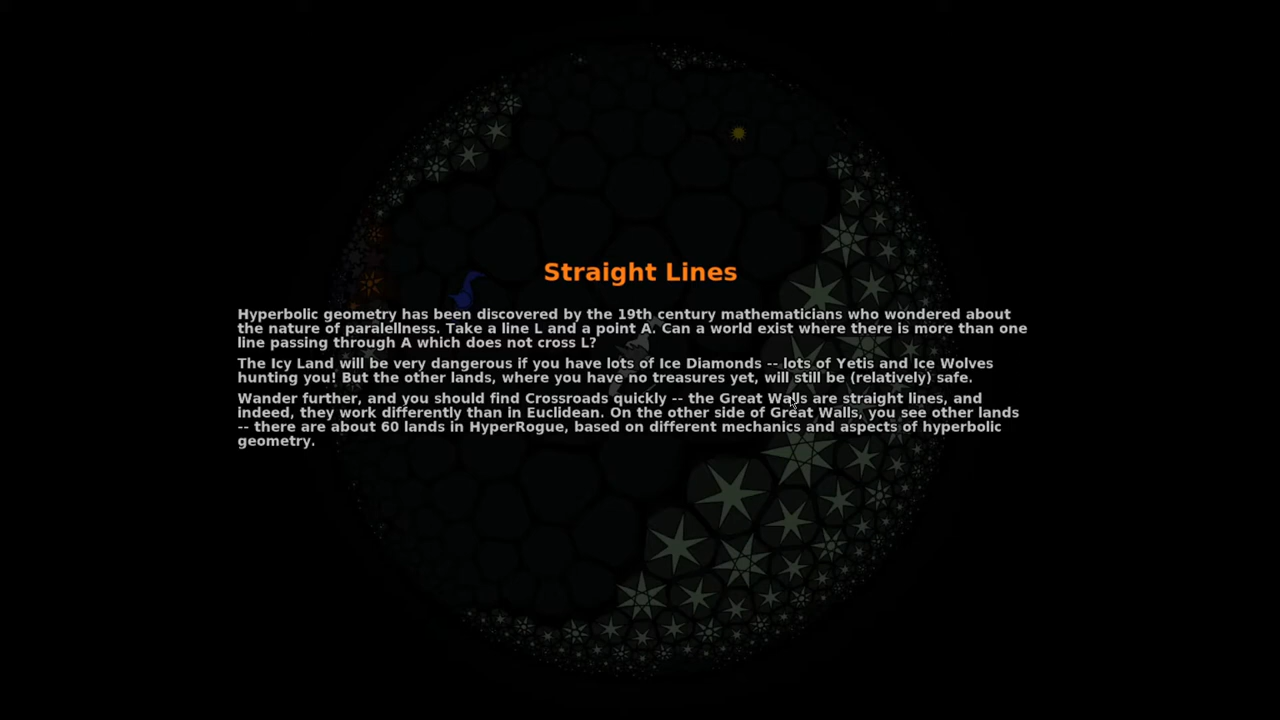 Straight Lines
Hyperbolic geometry has been discovered by the 19th century mathematicians who wondered about
the nature of paralellness. Take a line L and a point A. Can a world exist where there is more than one
line passing through A which does not cross L?
The Icy Land will be very dangerous if you have lots of Ice Diamonds -- lots of Yetis and Ice Wolves
hunting you! But the other lands, where you have no treasures yet, will still be (relatively) safe.
Wander further, and you should find Crossroads quickly -- the Great Walls are straight lines, and
indeed, they work differently than in Euclidean. On the other side of Great Walls, you see other lands
-- there are about 60 lands in HyperRogue, based on different mechanics and aspects of hyperbolic
geometry.